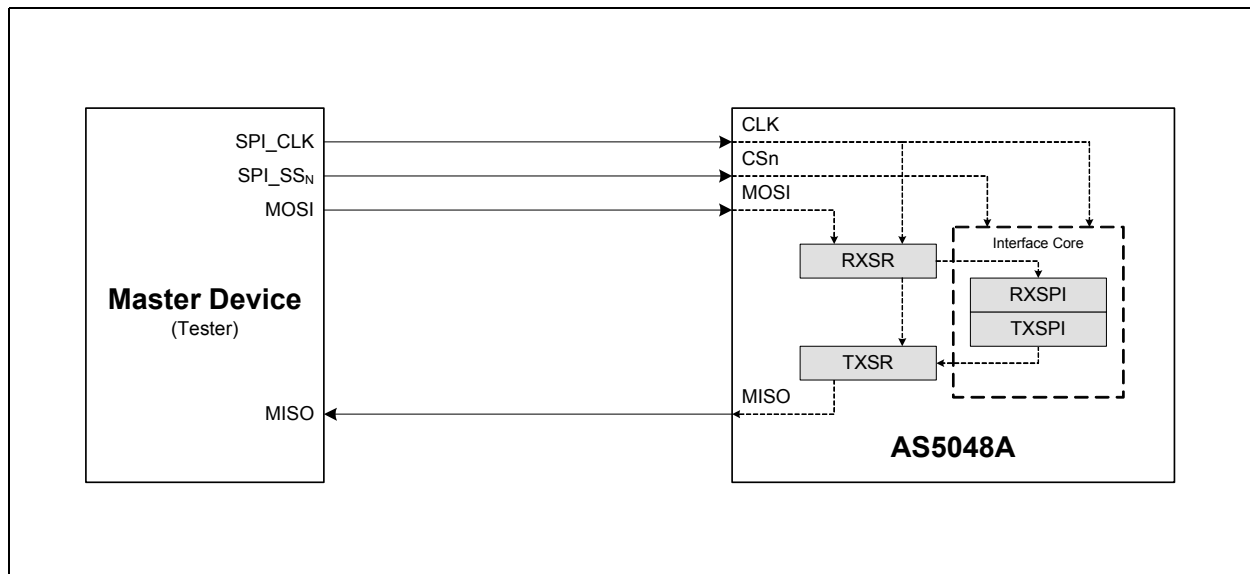 SPI_CLK
SPI_SSN
MOSI
Master Device
(Tester)
MISO
CLK
CSn
MOSI
Interface Core
RXSR
RXSPI
TXSPI
TXSR
MISO
AS5048A